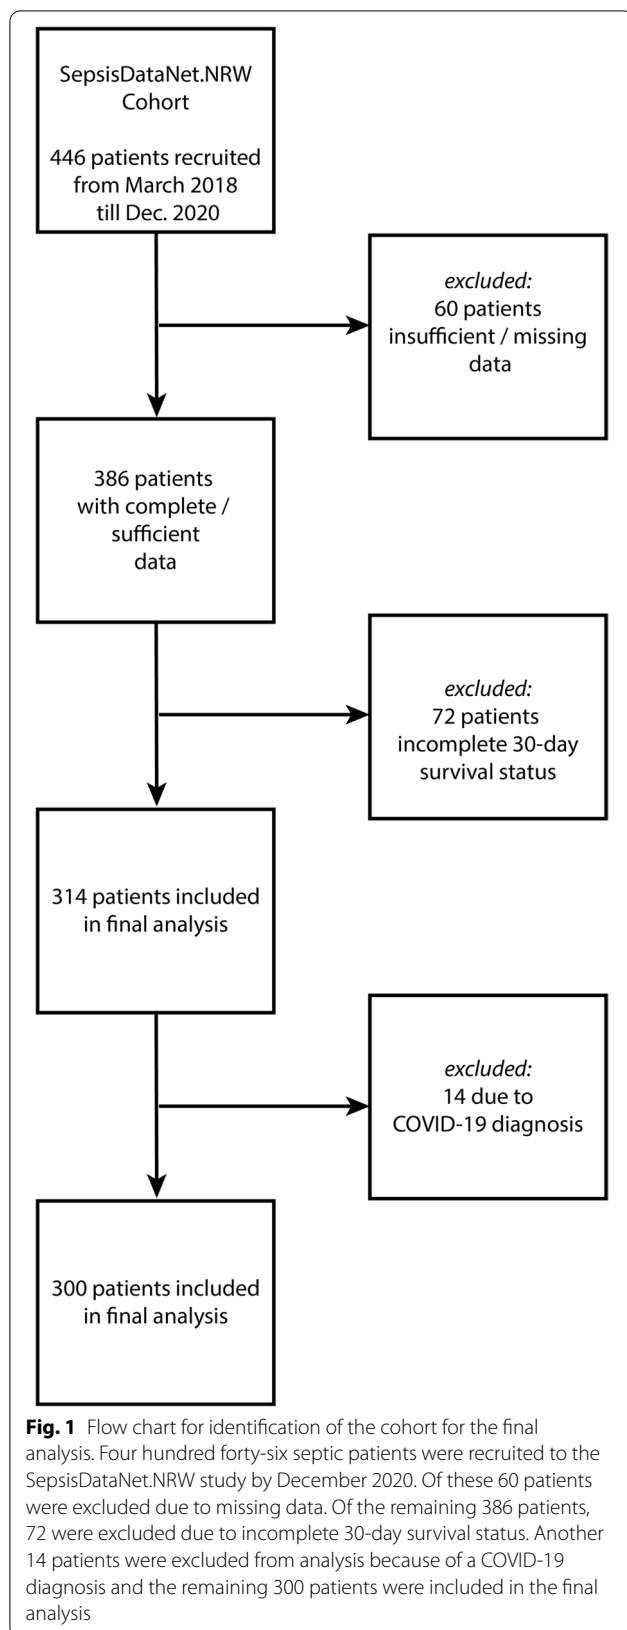 SepsisDataNet.NRW
Cohort
446 patients recruited
from March 2018
till Dec. 2020
excluded:
60 patients
insufficient / missing
data
386 patients
with complete /
sufficient
data
excluded:
72 patients
incomplete 30-day
survival status
314 patients included
in final analysis
excluded:
14 due to
COVID-19 diagnosis
300 patients included
in final analysis
Fig. 1 Flow chart for identification of the cohort for the final
analysis. Four hundred forty-six septic patients were recruited to the
SepsisDataNet.NRW study by December 2020. Of these 60 patients
were excluded due to missing data. Of the remaining 386 patients,
72 were excluded due to incomplete 30-day survival status. Another
14 patients were excluded from analysis because of a COVID-19
diagnosis and the remaining 300 patients were included in the final
analysis